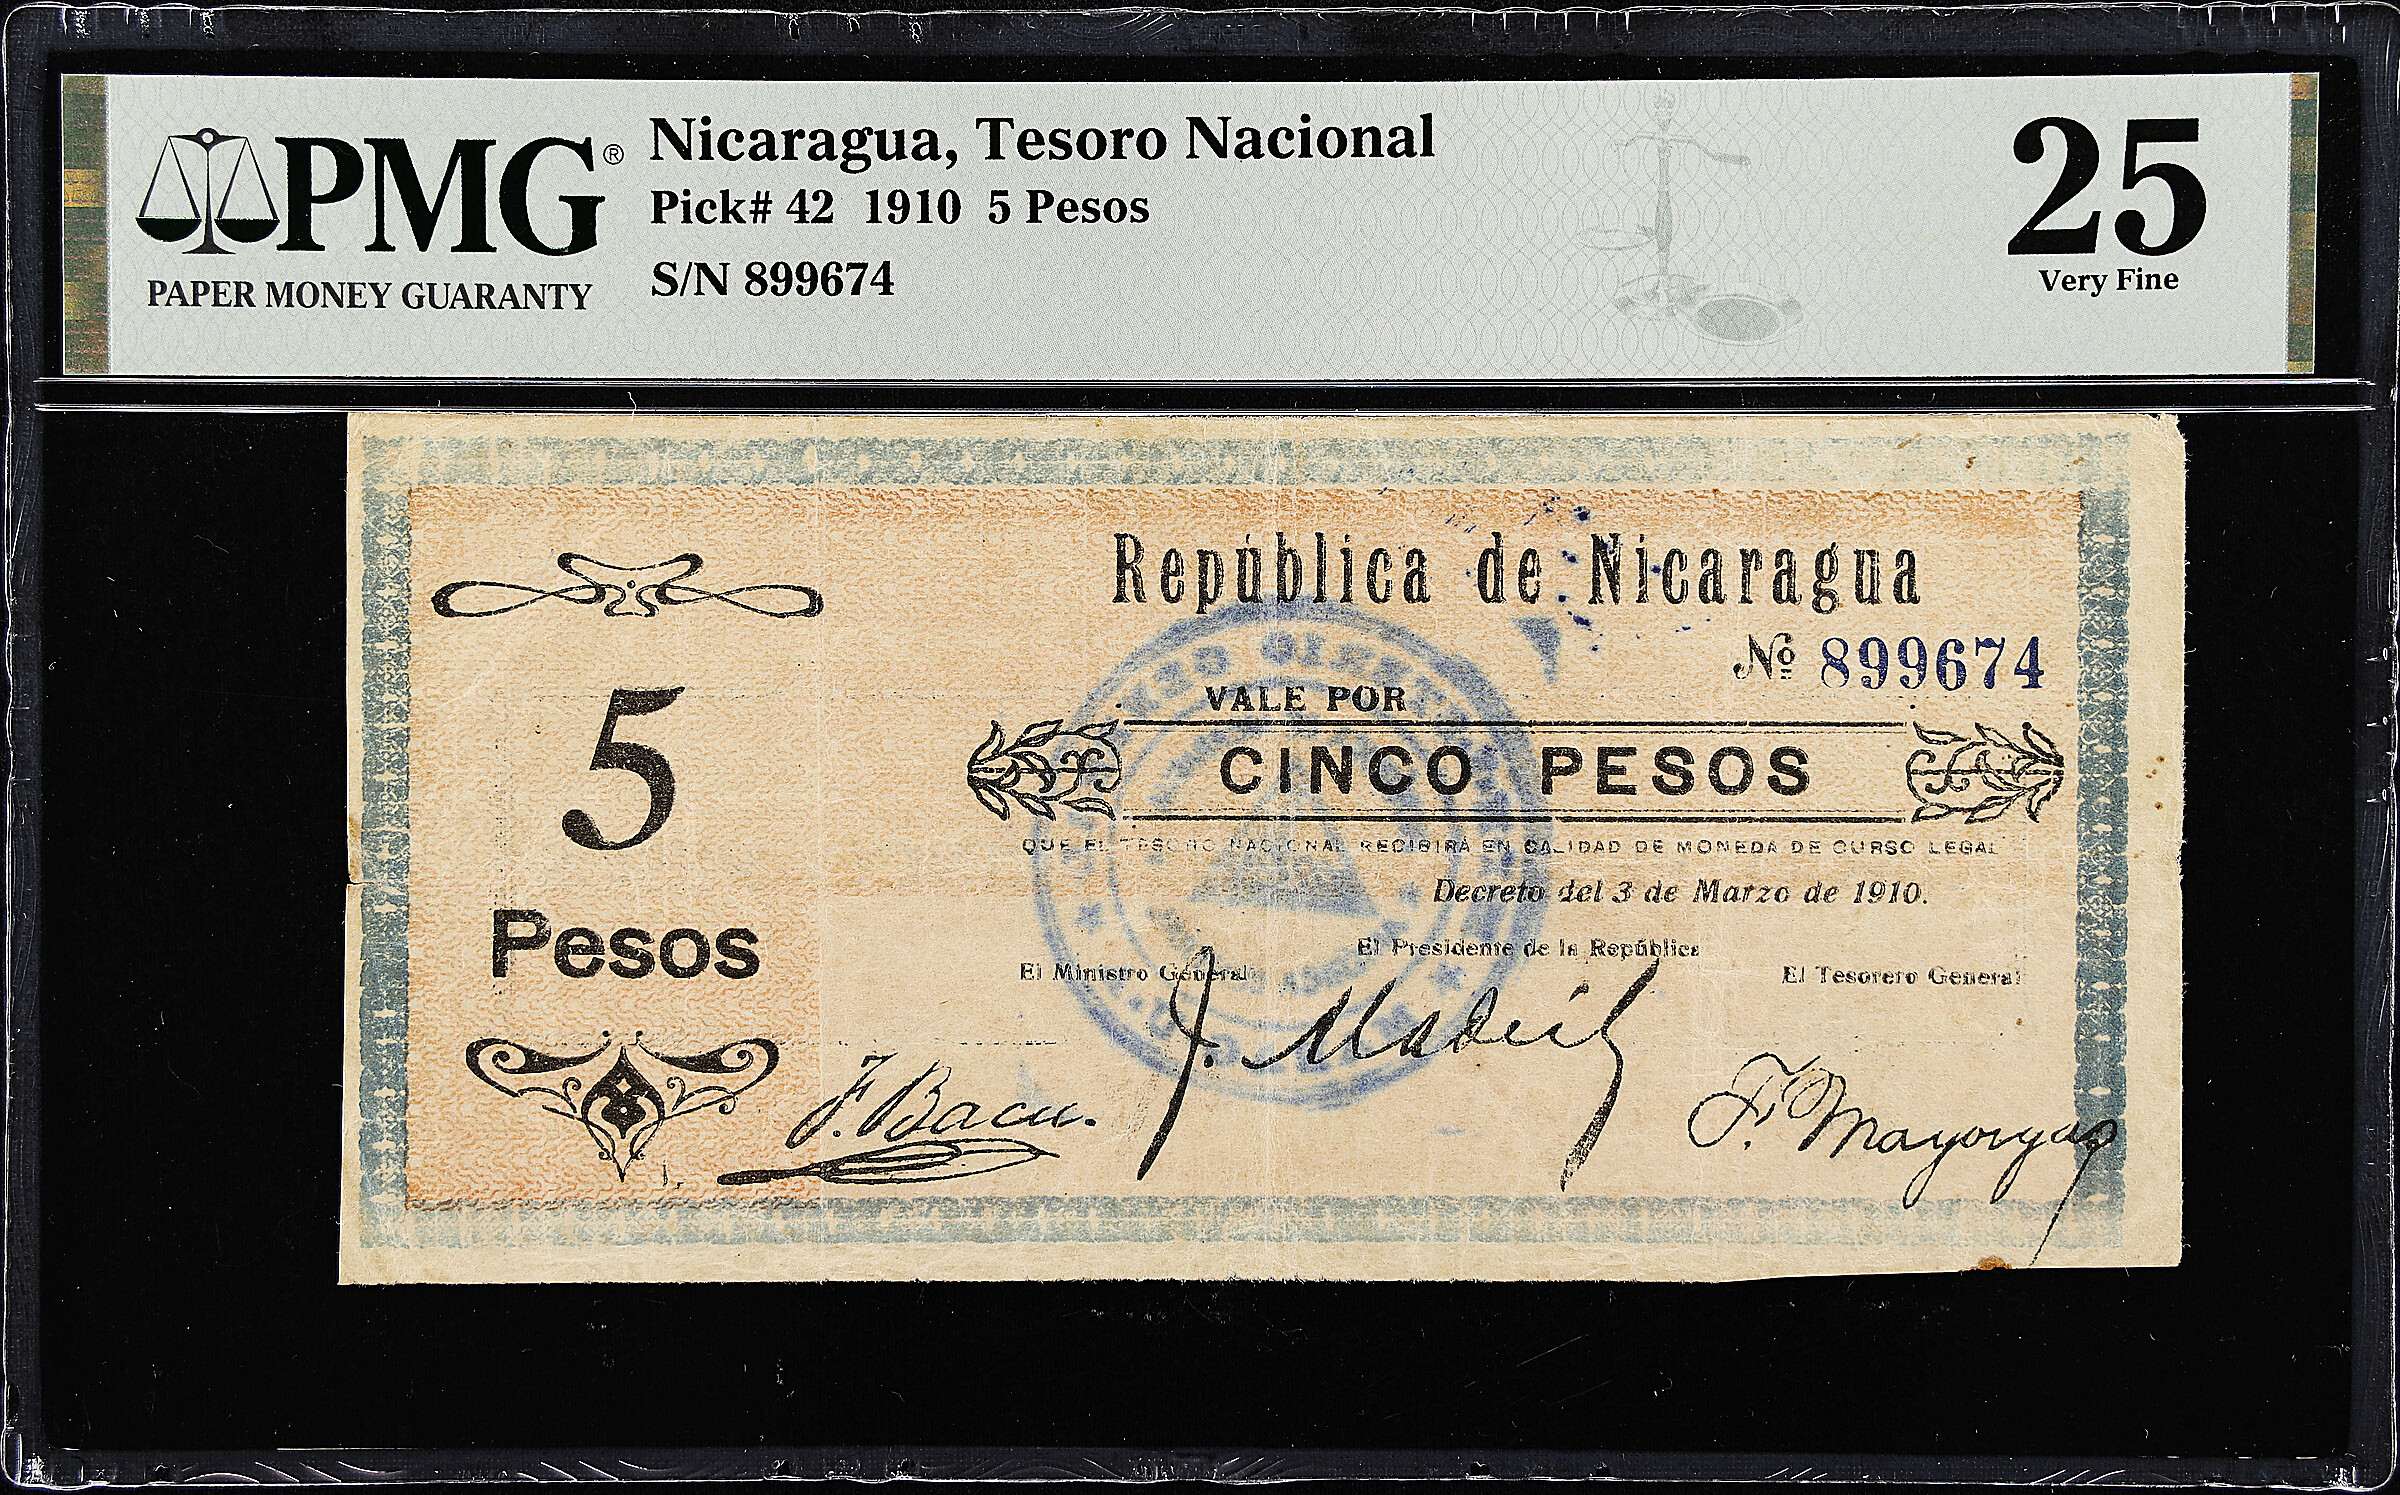 PMG®
PAPER MONEY GUARANTY
Nicaragua, Tesoro Nacional
Pick# 42 1910 5 Pesos
S/N 899674
25
Very Fine
República de Nicaragua
Nº 899674
VALE POR
CINCO PESOS
5
Pesos
QUE EL TESORO NACIONAL RECIBIRÁ EN CALIDAD DE MONEDA DE CURSO LEGAL
Decreto del 3 de Marzo de 1910.
El Presidente de la República
El Ministro General
El Tesorero General
J. Madriz
F. Baca.
F. Mayorga